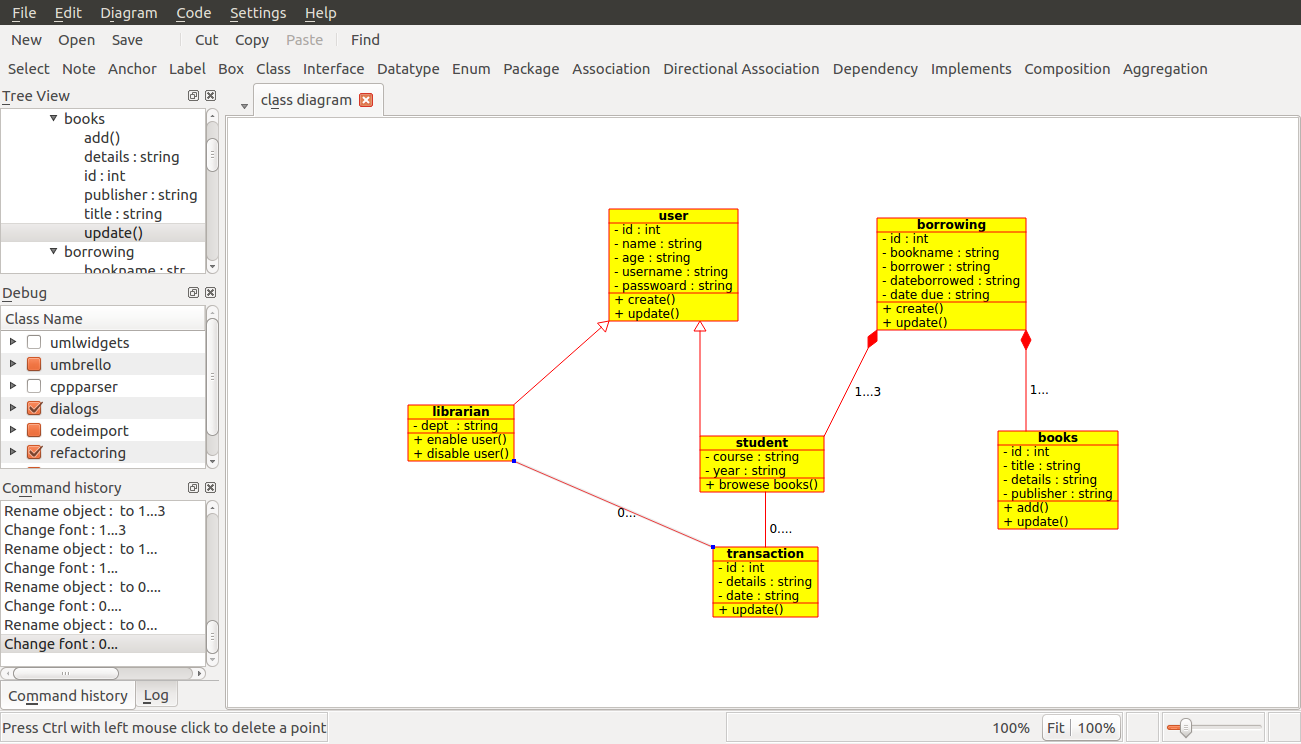 File Edit Diagram Code Settings Help
New Open Save Cut Copy Paste Find
Select Note Anchor Label Box Class Interface Datatype Enum Package Association Directional Association Dependency Implements Composition Aggregation
Tree View
books
add()
details : string
id : int
publisher : string
title : string
update()
borrowing
bookname : str
Debug
Class Name
umlwidgets
umbrello
cppparser
dialogs
codeimport
refactoring
Command history
Rename object :  to 1...3
Change font : 1...3
Rename object :  to 1...
Change font : 1...
Rename object :  to 0....
Change font : 0....
Rename object :  to 0...
Change font : 0...
Command history Log
class diagram
user
- id : int
- name : string
- age : string
- username : string
- passwoard : string
+ create()
+ update()
borrowing
- id : int
- bookname : string
- borrower : string
- dateborrowed : string
- date due : string
+ create()
+ update()
1...3
1...
librarian
- dept  : string
+ enable user()
+ disable user()
student
- course : string
- year : string
+ browese books()
books
- id : int
- title : string
- details : string
- publisher : string
+ add()
+ update()
0...
0....
transaction
- id : int
- details : string
- date : string
+ update()
Press Ctrl with left mouse click to delete a point
100% Fit 100%